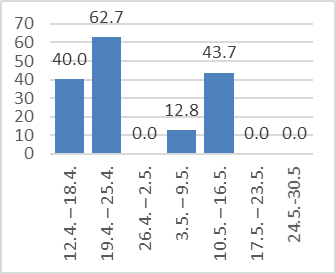 70
60
50
40
30
20
10
0
40.0
62.7
0.0
12.8
43.7
0.0
0.0
12.4. – 18.4.
19.4. – 25.4.
26.4. – 2.5.
3.5. – 9.5.
10.5. – 16.5.
17.5. – 23.5.
24.5.-30.5